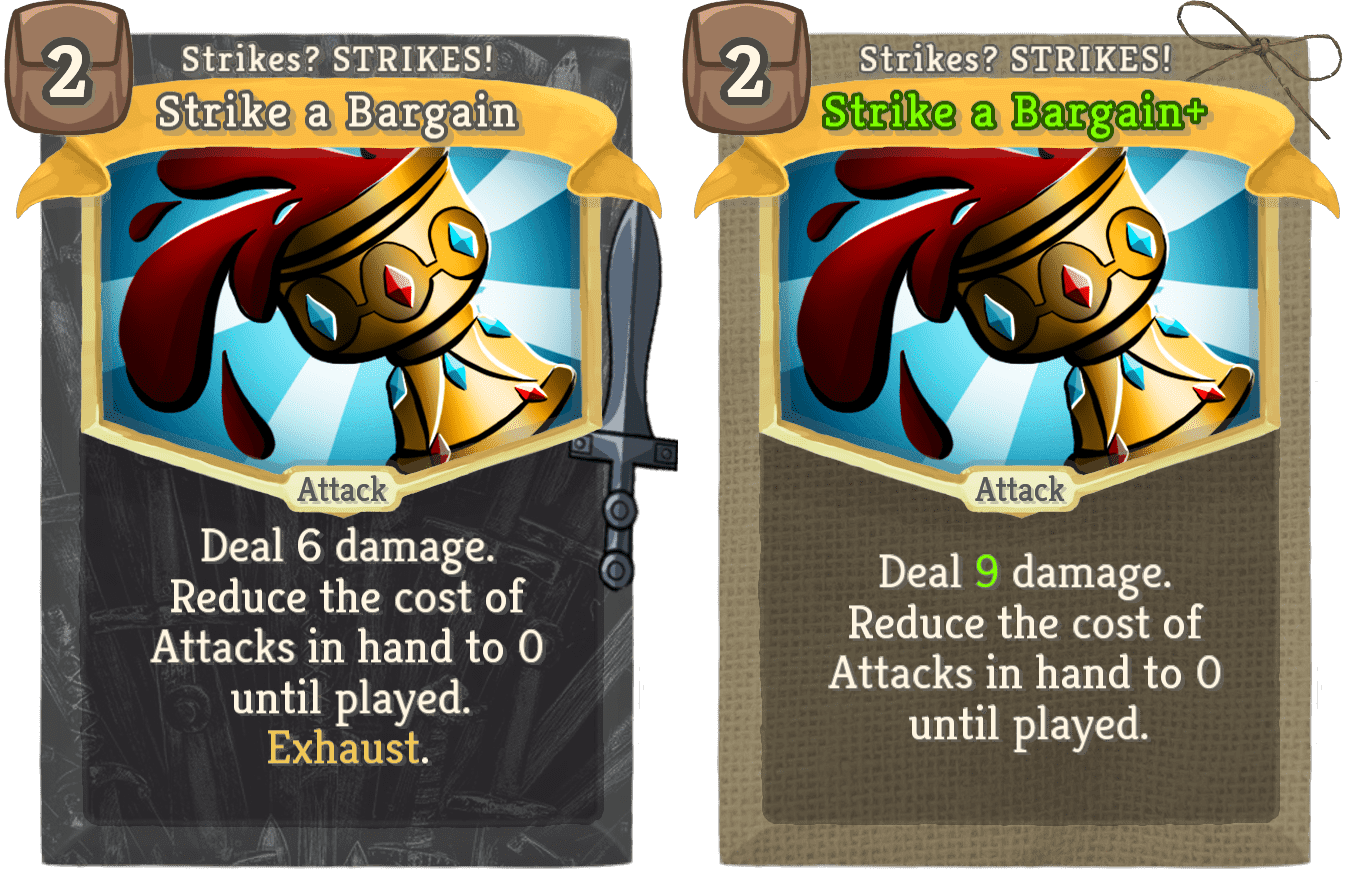 2
Strikes? STRIKES!
Strike a Bargain
Attack
Deal 6 damage.
Reduce the cost of
Attacks in hand to 0
until played.
Exhaust.
2
Strikes? STRIKES!
Strike a Bargain+
Attack
Deal 9 damage.
Reduce the cost of
Attacks in hand to 0
until played.